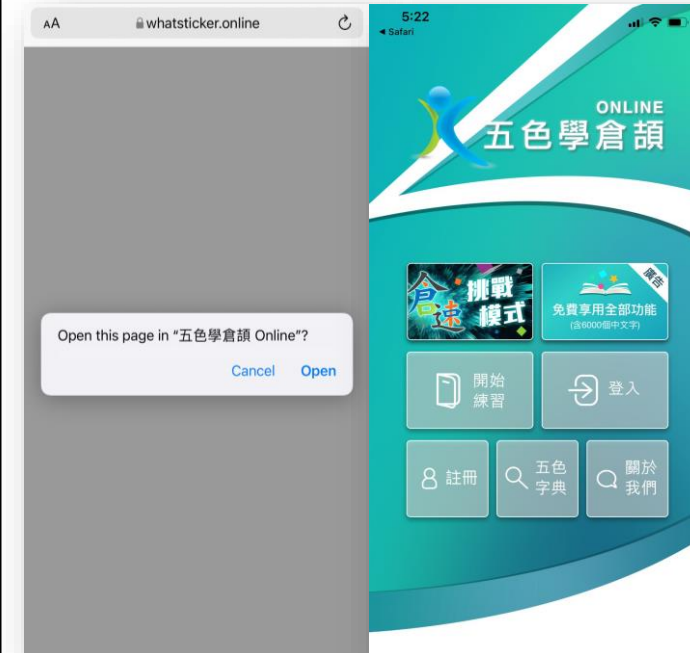 AA
whatsticker.online
Open this page in “五色學倉頡 Online”?
Cancel
Open
5:22
◀ Safari
ONLINE
五色學倉頡
倉速
挑戰
模式
廣告
免費享用全部功能
(含6000個中文字)
開始
練習
登入
註冊
五色
字典
關於
我們